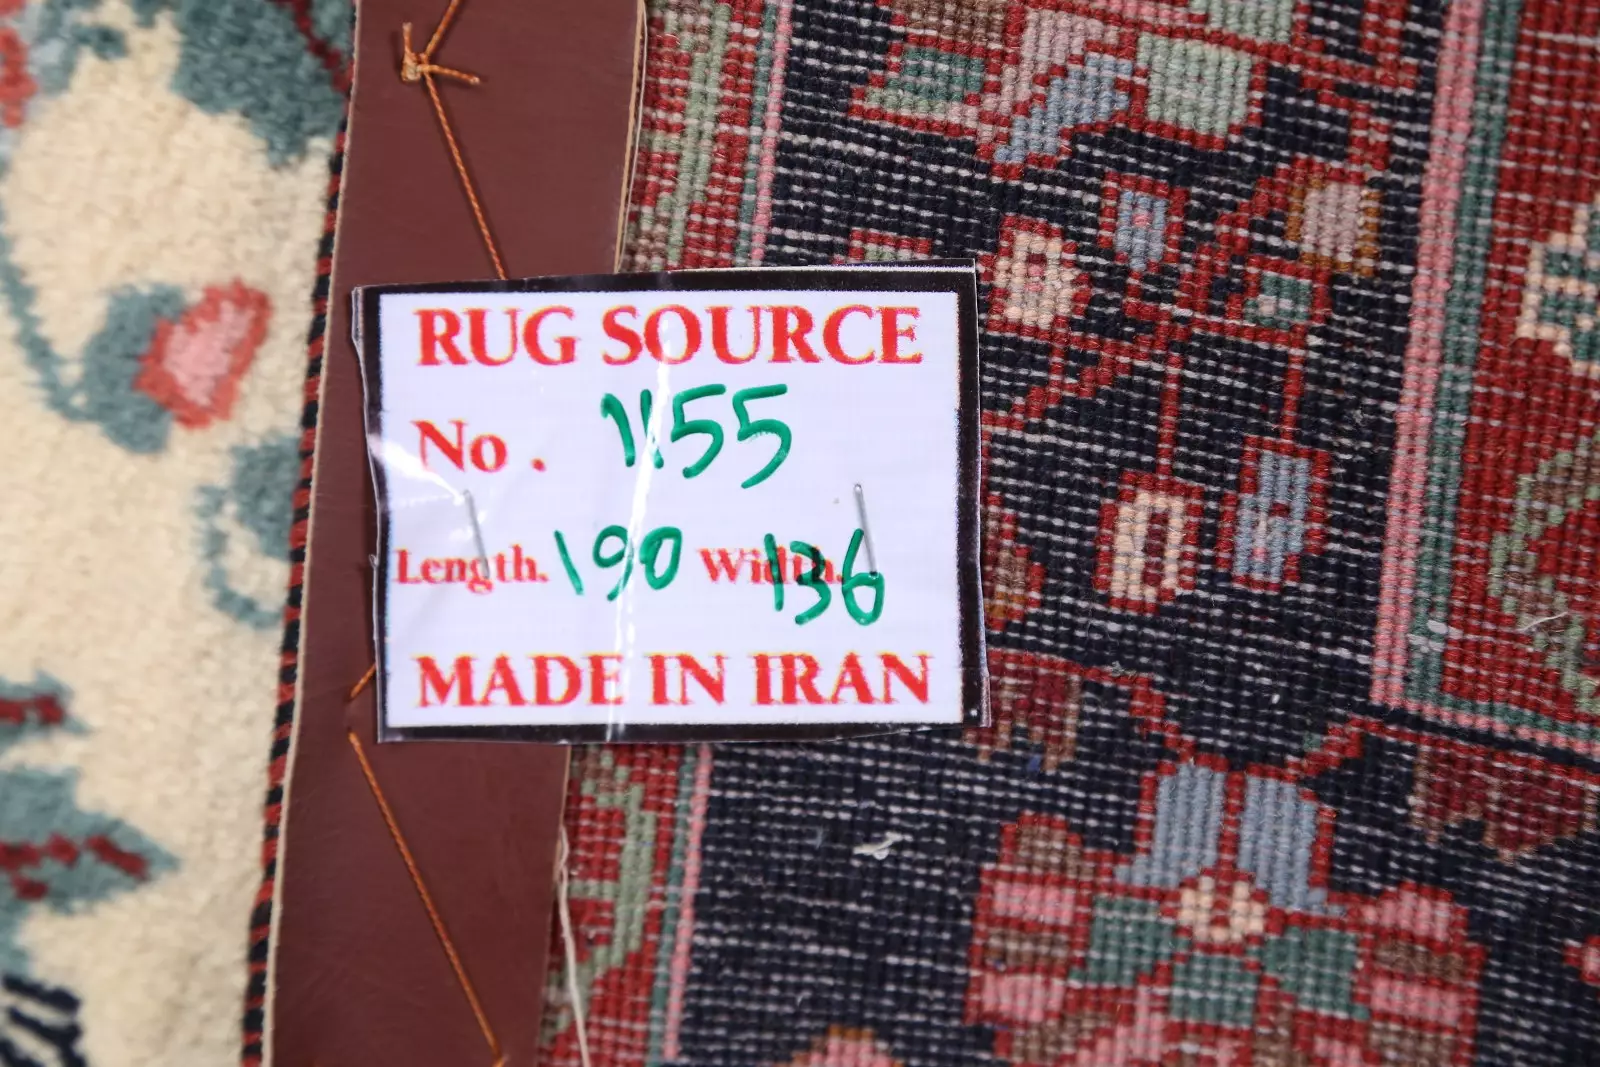 RUG SOURCE
No. 1155
Length. 190 Width. 136
MADE IN IRAN